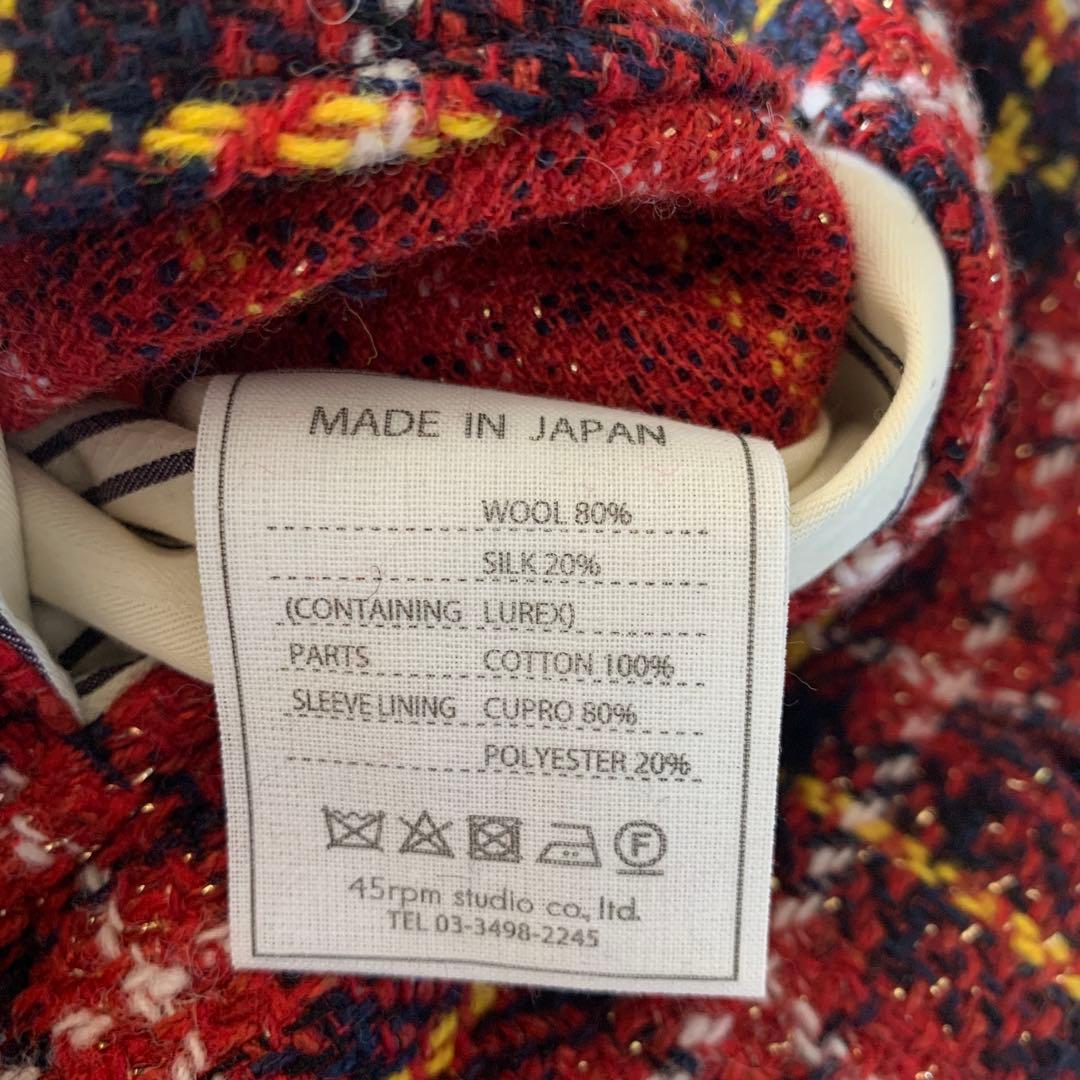 MADE IN JAPAN
WOOL 80%
SILK 20%
(CONTAINING LUREX)
PARTS COTTON 100%
SLEEVE LINING CUPRO 80%
POLYESTER 20%
F
45rpm studio co., ltd.
TEL 03-3498-2245